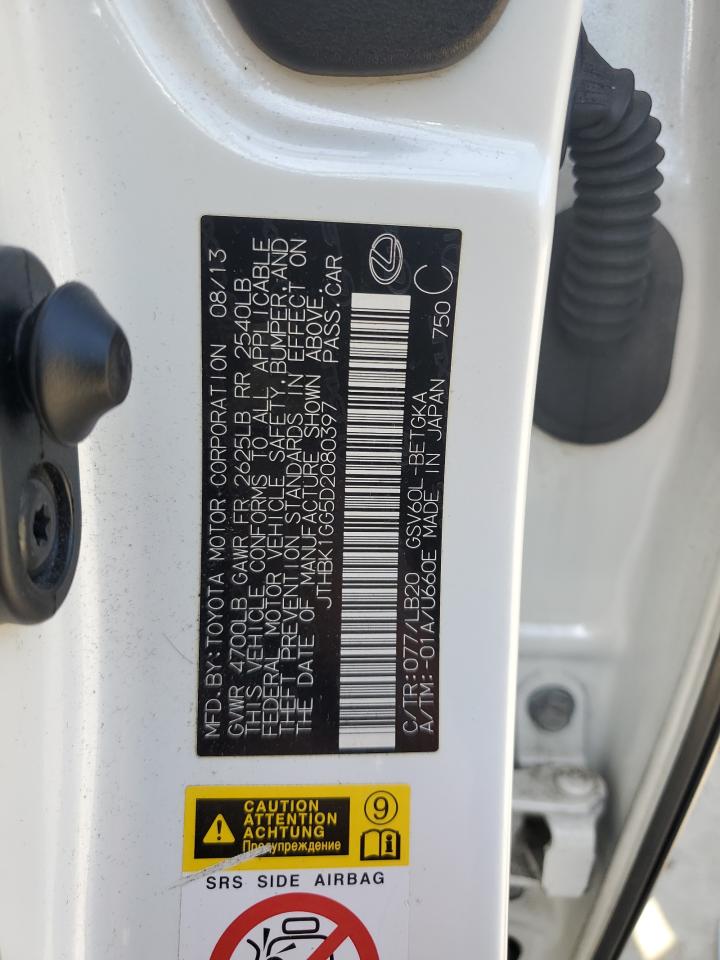 MFD.BY:TOYOTA MOTOR CORPORATION 08/13
GVWR 4700LB GAWR FR 2625LB RR 2540LB
THIS VEHICLE CONFORMS TO ALL APPLICABLE
FEDERAL MOTOR VEHICLE SAFETY,BUMPER,AND
THEFT PREVENTION STANDARDS IN EFFECT ON
THE DATE OF MANUFACTURE SHOWN ABOVE.
JTHBK1GG5D2080397 PASS.CAR
C/TR:077/LB20 GSV60L-BETGKA
A/TM:-01A/U660E MADE IN JAPAN 750 C
CAUTION
ATTENTION
ACHTUNG
Предупреждение
9
SRS SIDE AIRBAG